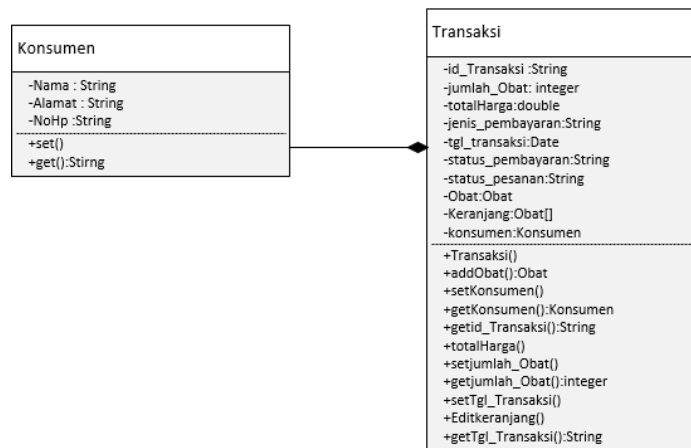 Konsumen
-Nama : String
-Alamat : String
-NoHp :String
+set()
+get():Stirng
Transaksi
-id_Transaksi :String
-jumlah_Obat: integer
-totalHarga:double
-jenis_pembayaran:String
-tgl_transaksi:Date
-status_pembayaran:String
-status_pesanan:String
-Obat:Obat
-Keranjang:Obat[]
-konsumen:Konsumen
+Transaksi()
+addObat():Obat
+setKonsumen()
+getKonsumen():Konsumen
+getid_Transaksi():String
+totalHarga()
+setjumlah_Obat()
+getjumlah_Obat():integer
+setTgl_Transaksi()
+Editkeranjang()
+getTgl_Transaksi():String